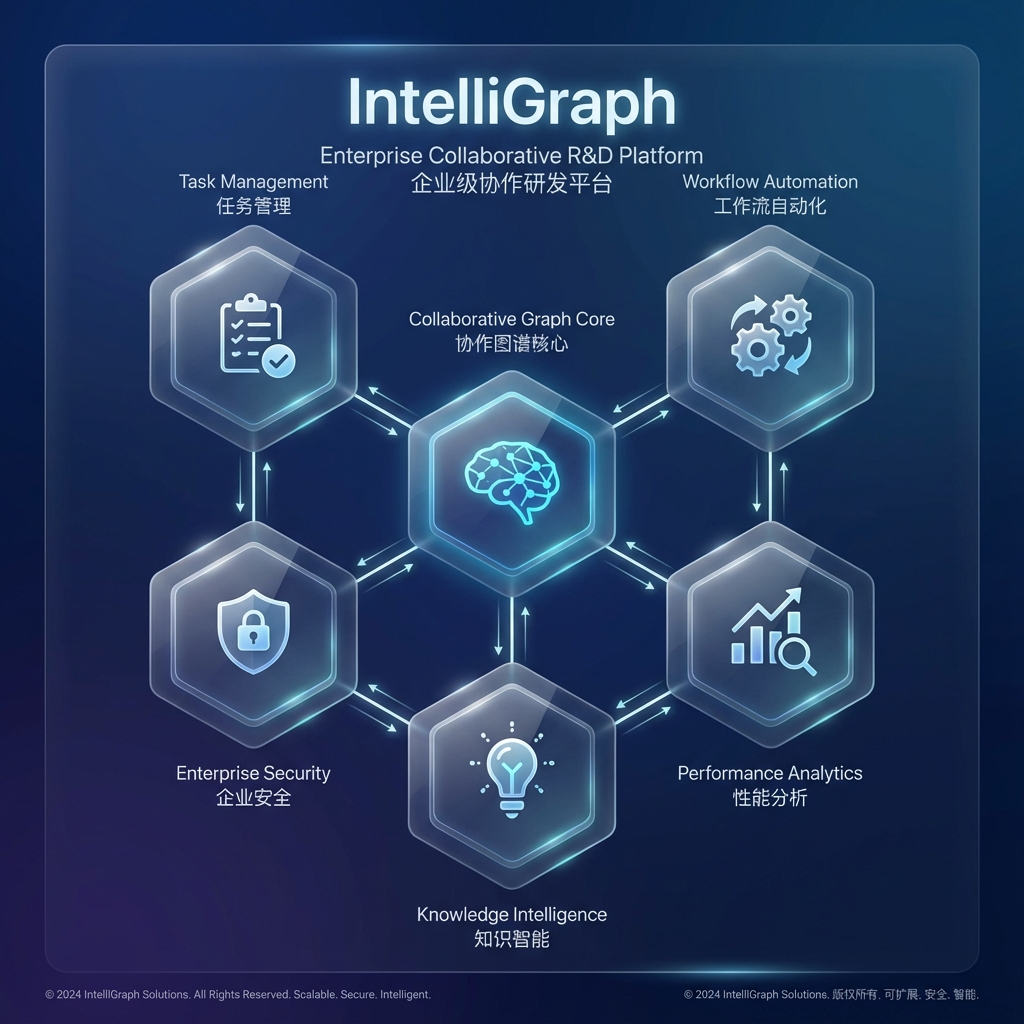 IntelliGraph
Enterprise Collaborative R&D Platform
企业级协作研发平台
Task Management
任务管理
Workflow Automation
工作流自动化
Collaborative Graph Core
协作图谱核心
Enterprise Security
企业安全
Performance Analytics
性能分析
Knowledge Intelligence
知识智能
© 2024 IntelliGraph Solutions. All Rights Reserved. Scalable. Secure. Intelligent.
© 2024 IntelliGraph Solutions. 版权所有. 可扩展. 安全. 智能.